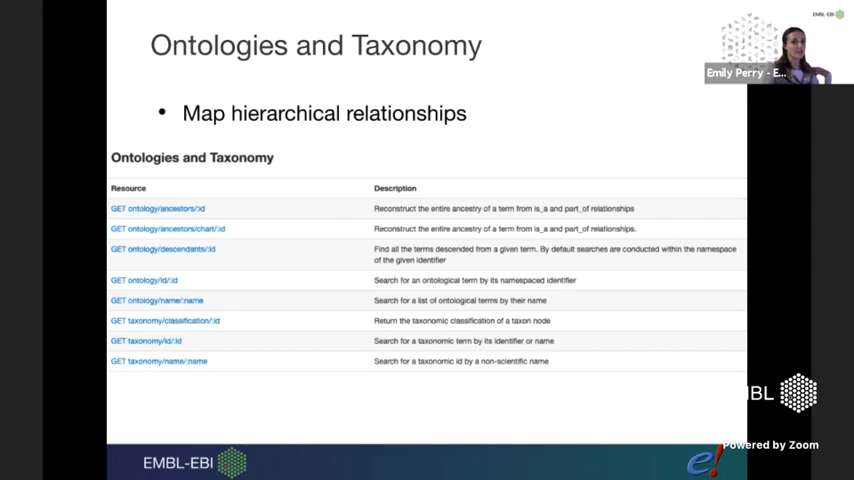 Ontologies and Taxonomy
EMBL-EBI
Emily Perry - E...
• Map hierarchical relationships
Ontologies and Taxonomy
Resource Description
GET ontology/ancestors/:id Reconstruct the entire ancestry of a term from is_a and part_of relationships
GET ontology/ancestors/chart/:id Reconstruct the entire ancestry of a term from is_a and part_of relationships.
GET ontology/descendants/:id Find all the terms descended from a given term. By default searches are conducted within the namespace
of the given identifier
GET ontology/id/:id Search for an ontological term by its namespaced identifier
GET ontology/name/:name Search for a list of ontological terms by their name
GET taxonomy/classification/:id Return the taxonomic classification of a taxon node
GET taxonomy/id/:id Search for a taxonomic term by its identifier or name
GET taxonomy/name/:name Search for a taxonomic id by a non-scientific name
BL
Powered by Zoom
EMBL-EBI
e!